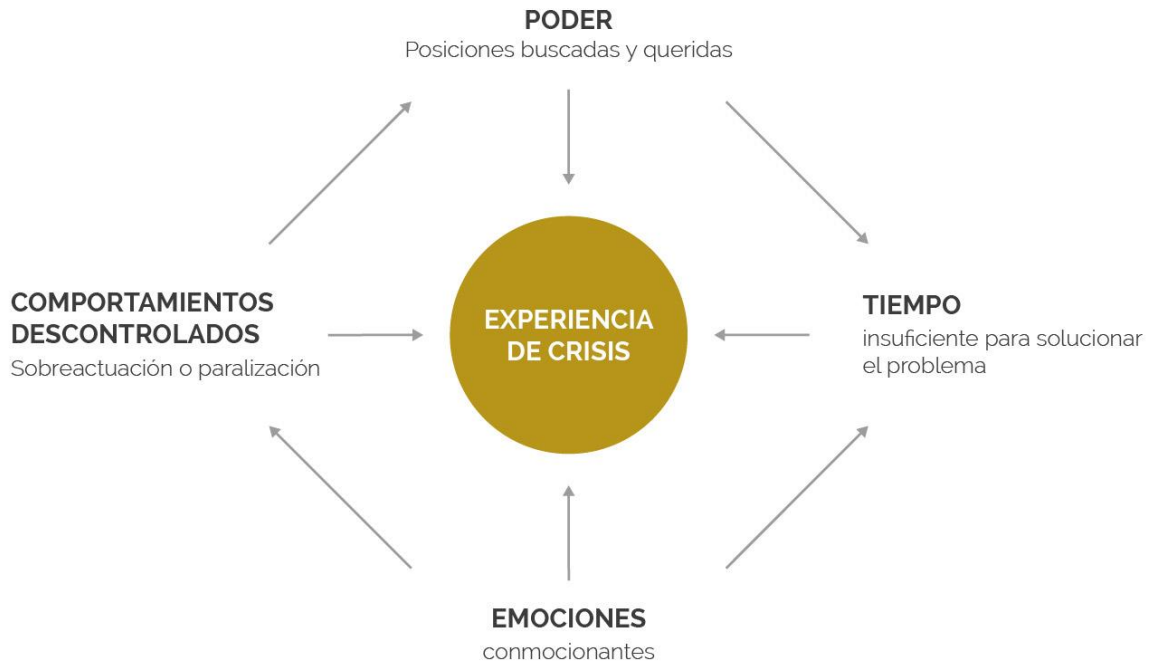 PODER
Posiciones buscadas y queridas
COMPORTAMIENTOS
DESCONTROLADOS
Sobreactuación o paralización
EXPERIENCIA
DE CRISIS
TIEMPO
insuficiente para solucionar
el problema
EMOCIONES
conmocionantes